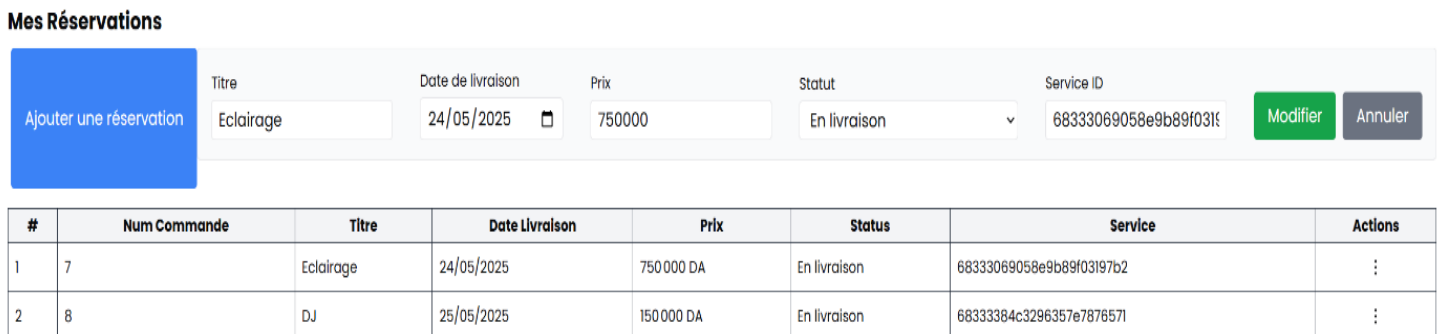 Mes Réservations
Ajouter une réservation
Titre Date de livraison Prix Statut Service ID
Eclairage 24/05/2025 750000 En livraison 68333069058e9b89f0319 Modifier Annuler
# Num Commande Titre Date Livraison Prix Status Service Actions
1 7 Eclairage 24/05/2025 750 000 DA En livraison 68333069058e9b89f03197b2
2 8 DJ 25/05/2025 150 000 DA En livraison 68333384c3296357e7876571